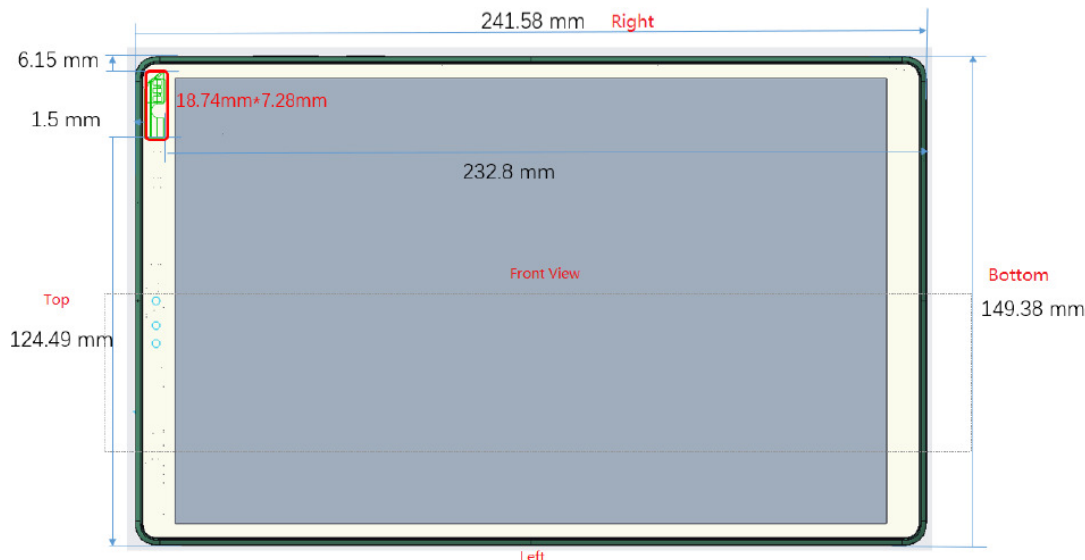 241.58 mm Right
6.15 mm
18.74mm*7.28mm
1.5 mm
232.8 mm
Front View
Top
Bottom
124.49 mm
149.38 mm
Left